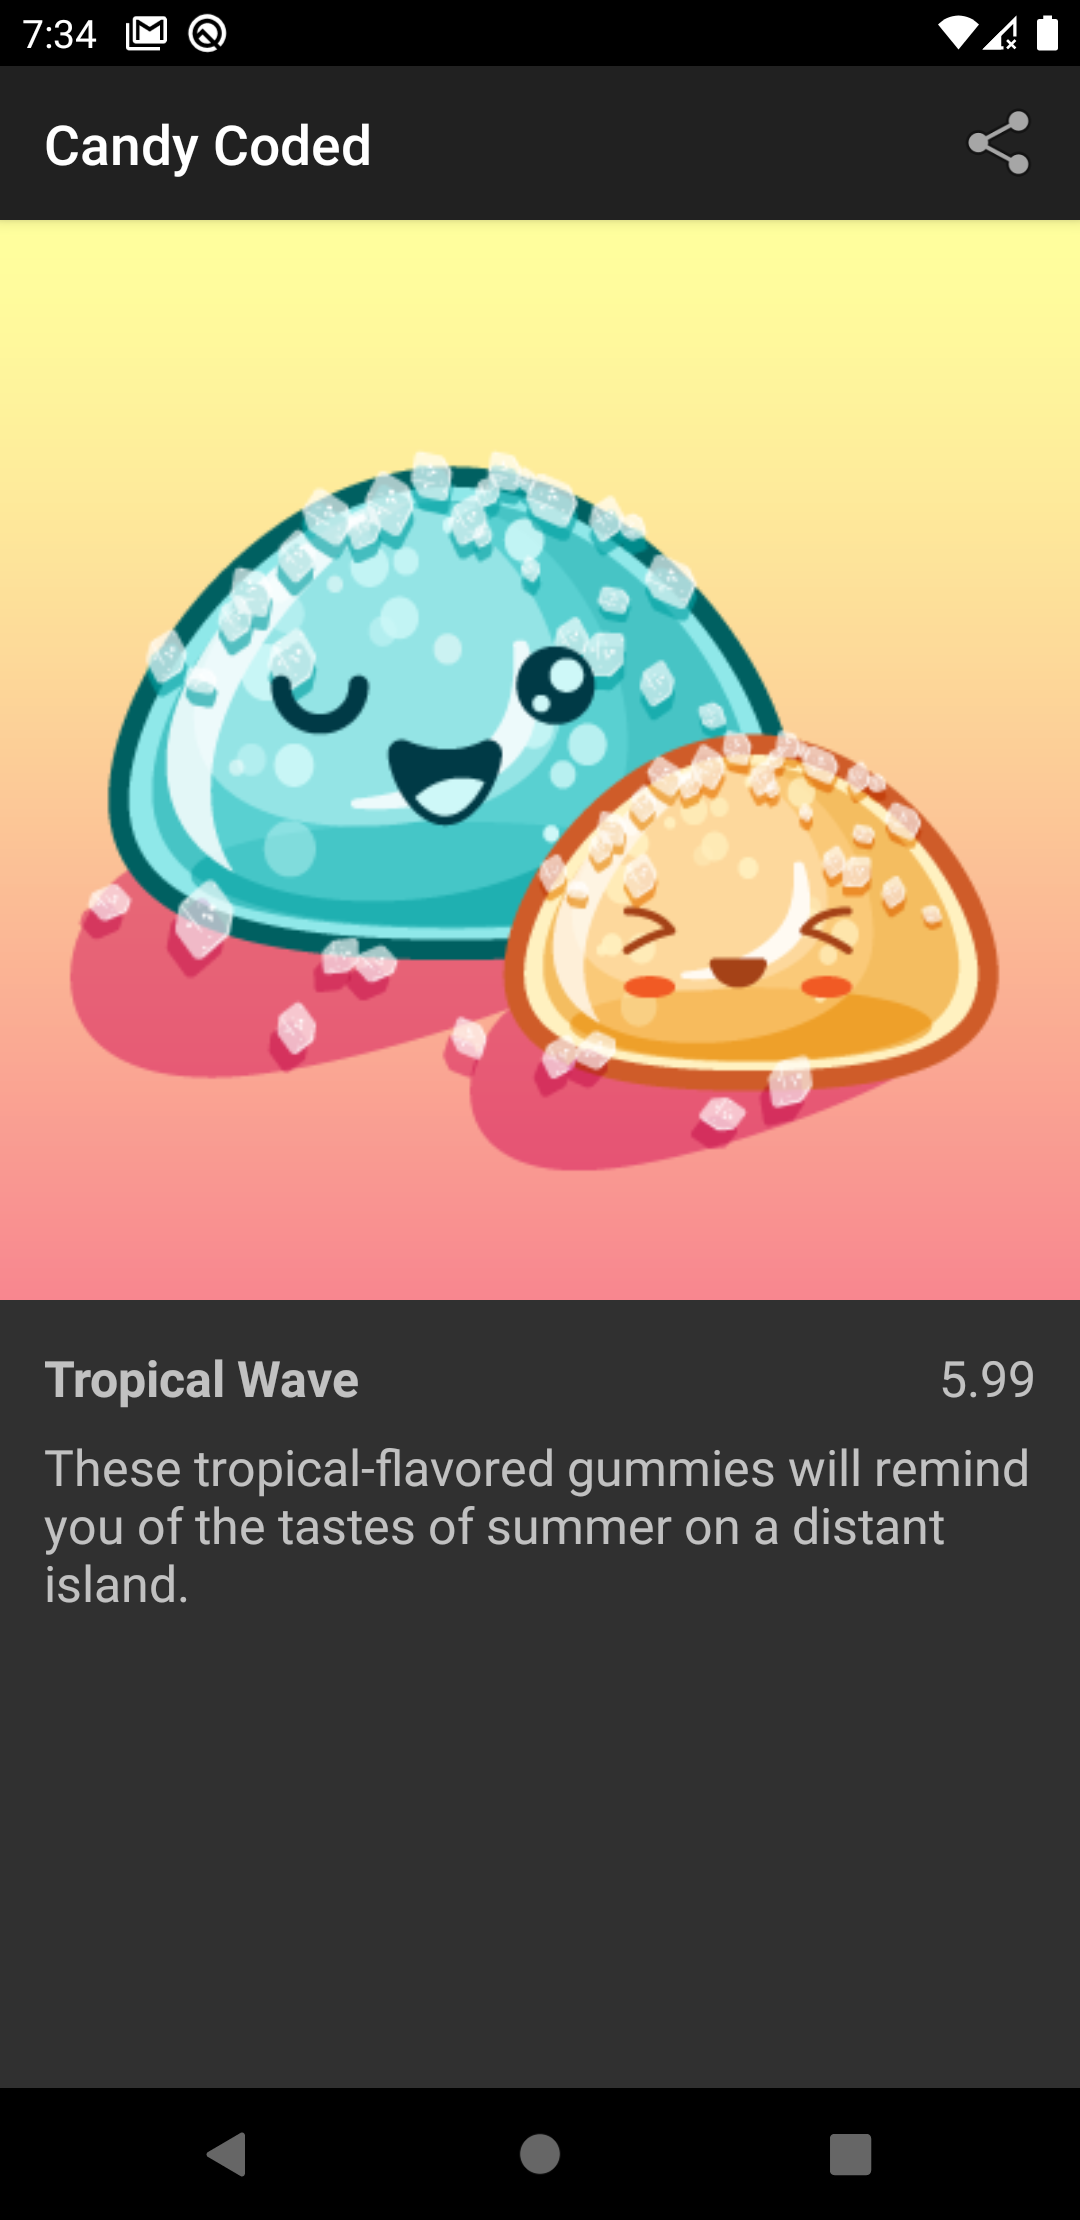 7:34
Candy Coded
Tropical Wave 5.99
These tropical-flavored gummies will remind
you of the tastes of summer on a distant
island.